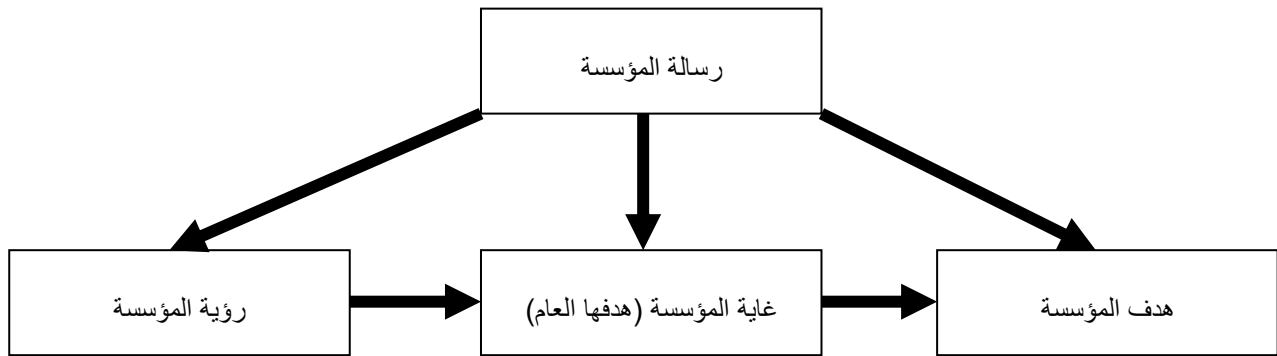 رسالة المؤسسة
هدف المؤسسة
غاية المؤسسة (هدفها العام)
رؤية المؤسسة